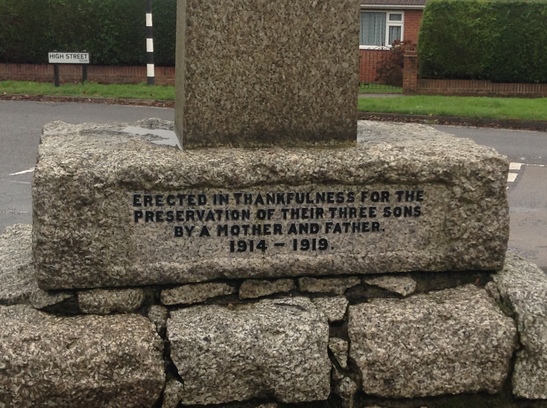 HIGH STREET
ERECTED IN THANKFULNESS FOR THE
PRESERVATION OF THEIR THREE SONS
BY A MOTHER AND FATHER.
1914 – 1919.